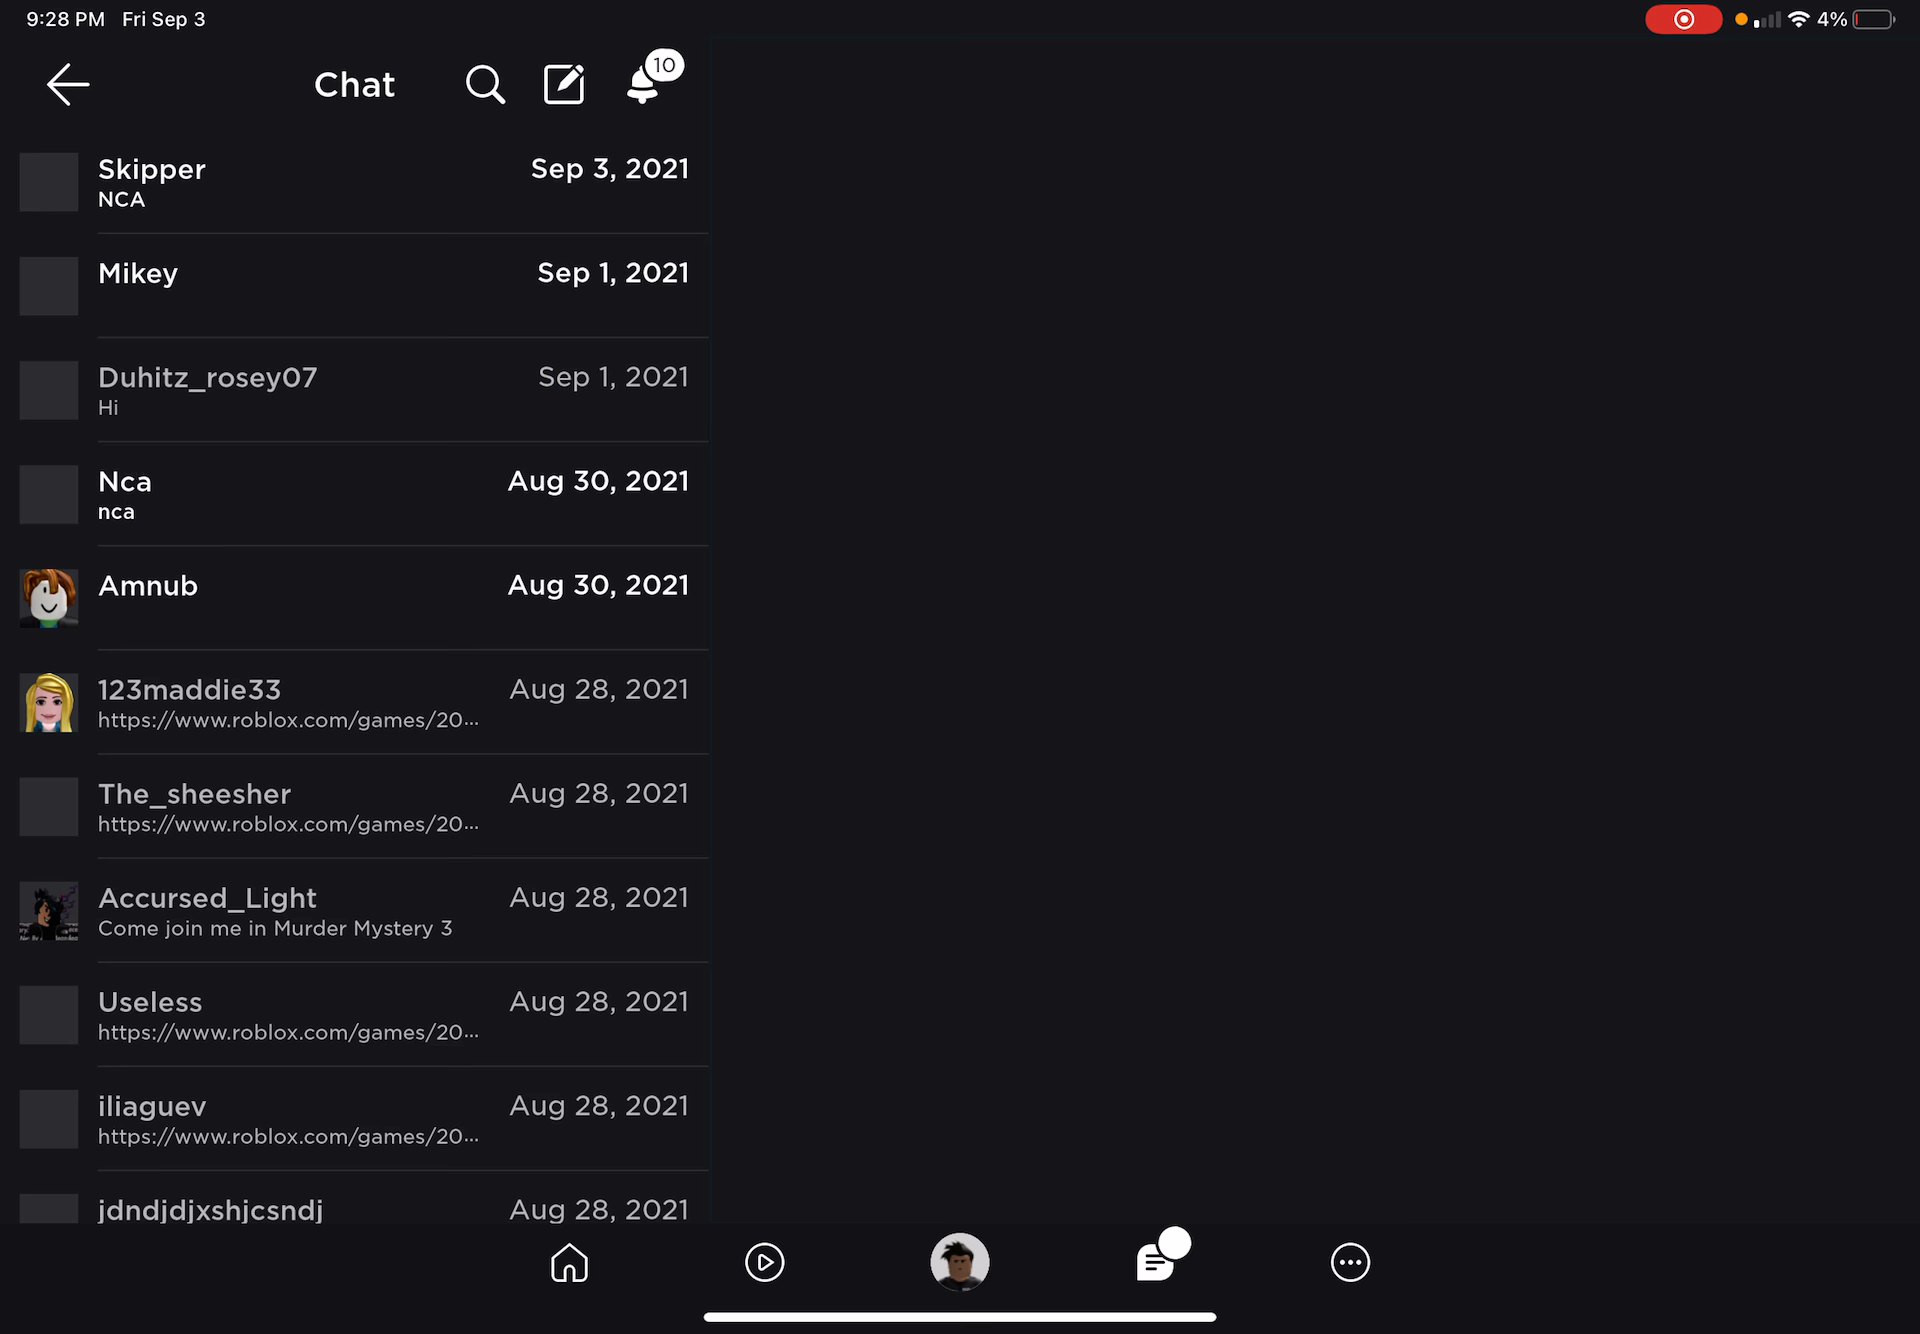 9:28 PM Fri Sep 3
4%
Chat
10
Skipper
Sep 3, 2021
NCA
Mikey
Sep 1, 2021
Duhitz_rosey07
Sep 1, 2021
Hi
Nca
Aug 30, 2021
nca
Amnub
Aug 30, 2021
123maddie33
Aug 28, 2021
https://www.roblox.com/games/20...
The_sheesher
Aug 28, 2021
https://www.roblox.com/games/20...
Accursed_Light
Aug 28, 2021
Come join me in Murder Mystery 3
Useless
Aug 28, 2021
https://www.roblox.com/games/20...
iliaguev
Aug 28, 2021
https://www.roblox.com/games/20...
jdndjdjxshjcsndj
Aug 28, 2021